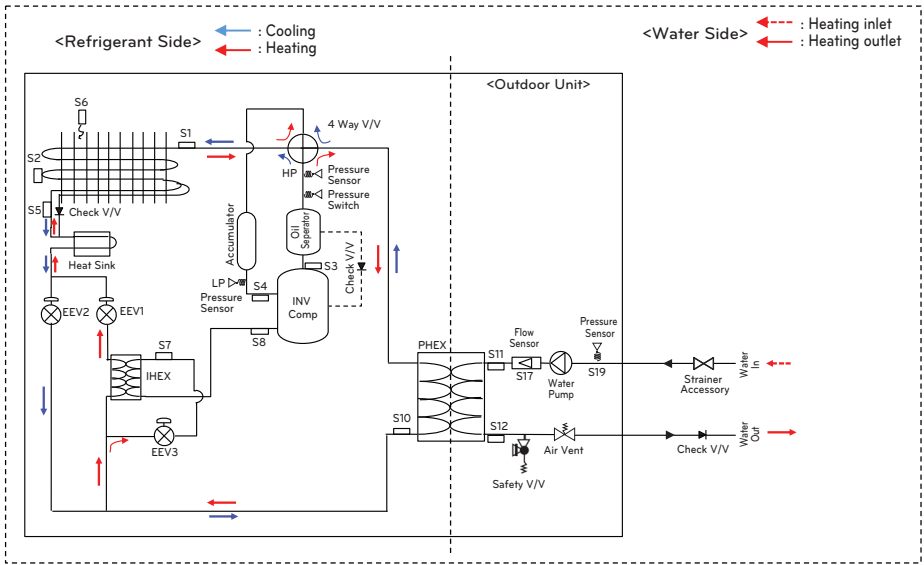 <Refrigerant Side>
: Cooling
: Heating
<Water Side>
: Heating inlet
: Heating outlet
<Outdoor Unit>
S6
S1
S2
S5
Check V/V
Heat Sink
EEV2
EEV1
S7
IHEX
EEV3
4 Way V/V
HP
Pressure
Sensor
Pressure
Switch
Accumulator
Oil
Seperator
Check V/V
S3
LP
Pressure
Sensor
S4
INV
Comp
S8
PHEX
S10
S11
S12
Flow
Sensor
S17
Water
Pump
Pressure
Sensor
S19
Strainer
Accessory
Water
In
Safety V/V
Air Vent
Check V/V
Water
Out